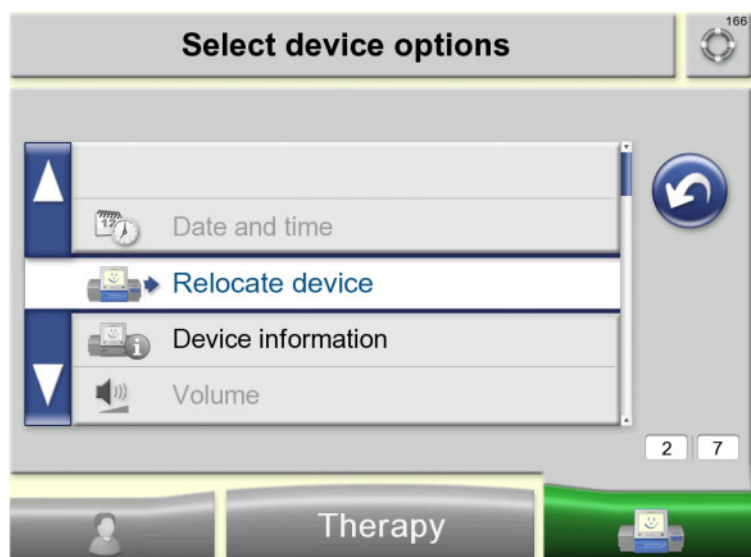 Select device options
166
Date and time
Relocate device
Device information
Volume
2 7
Therapy